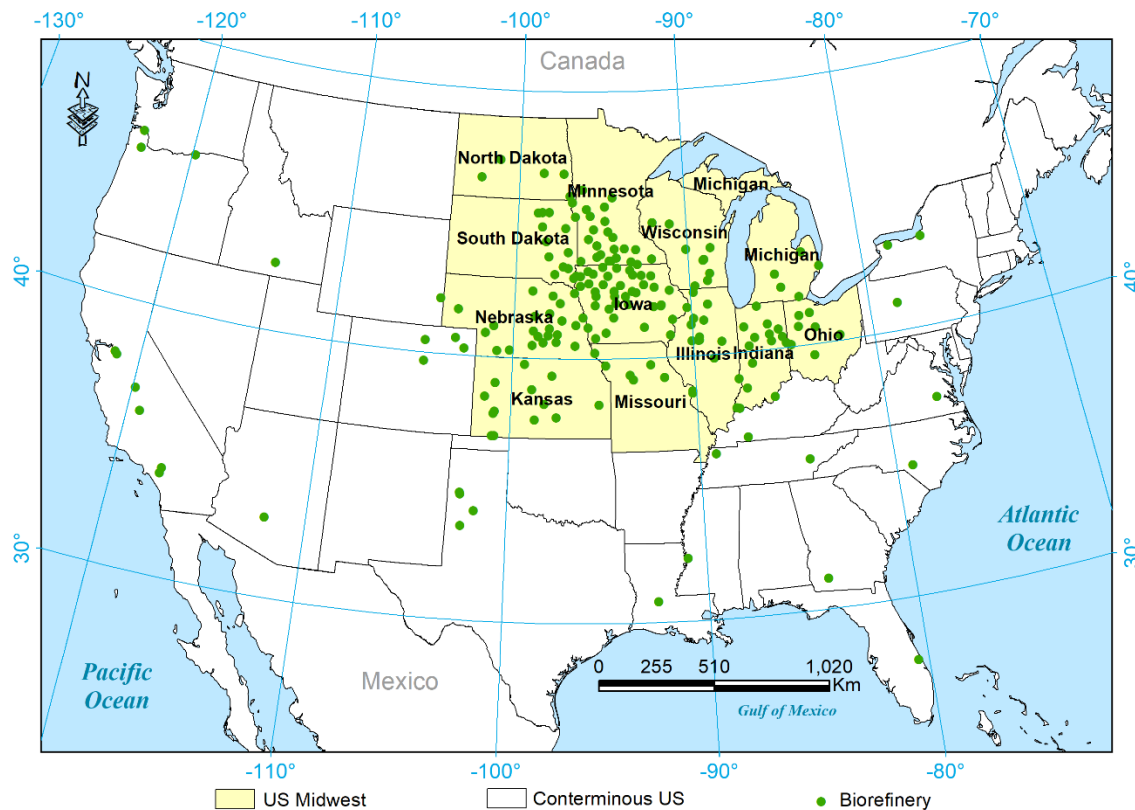 -130° -120° -110° -100° -90° -80° -70°
Canada
N
North Dakota
Minnesota
Michigan
Wisconsin
South Dakota
Michigan
40°
40°
Nebraska
Iowa
Ohio
Illinois
Indiana
Kansas
Missouri
Atlantic
Ocean
30°
30°
Pacific
Ocean
Mexico
0 255 510 1,020
Km
Gulf of Mexico
-110° -100° -90° -80°
US Midwest
Conterminous US
Biorefinery